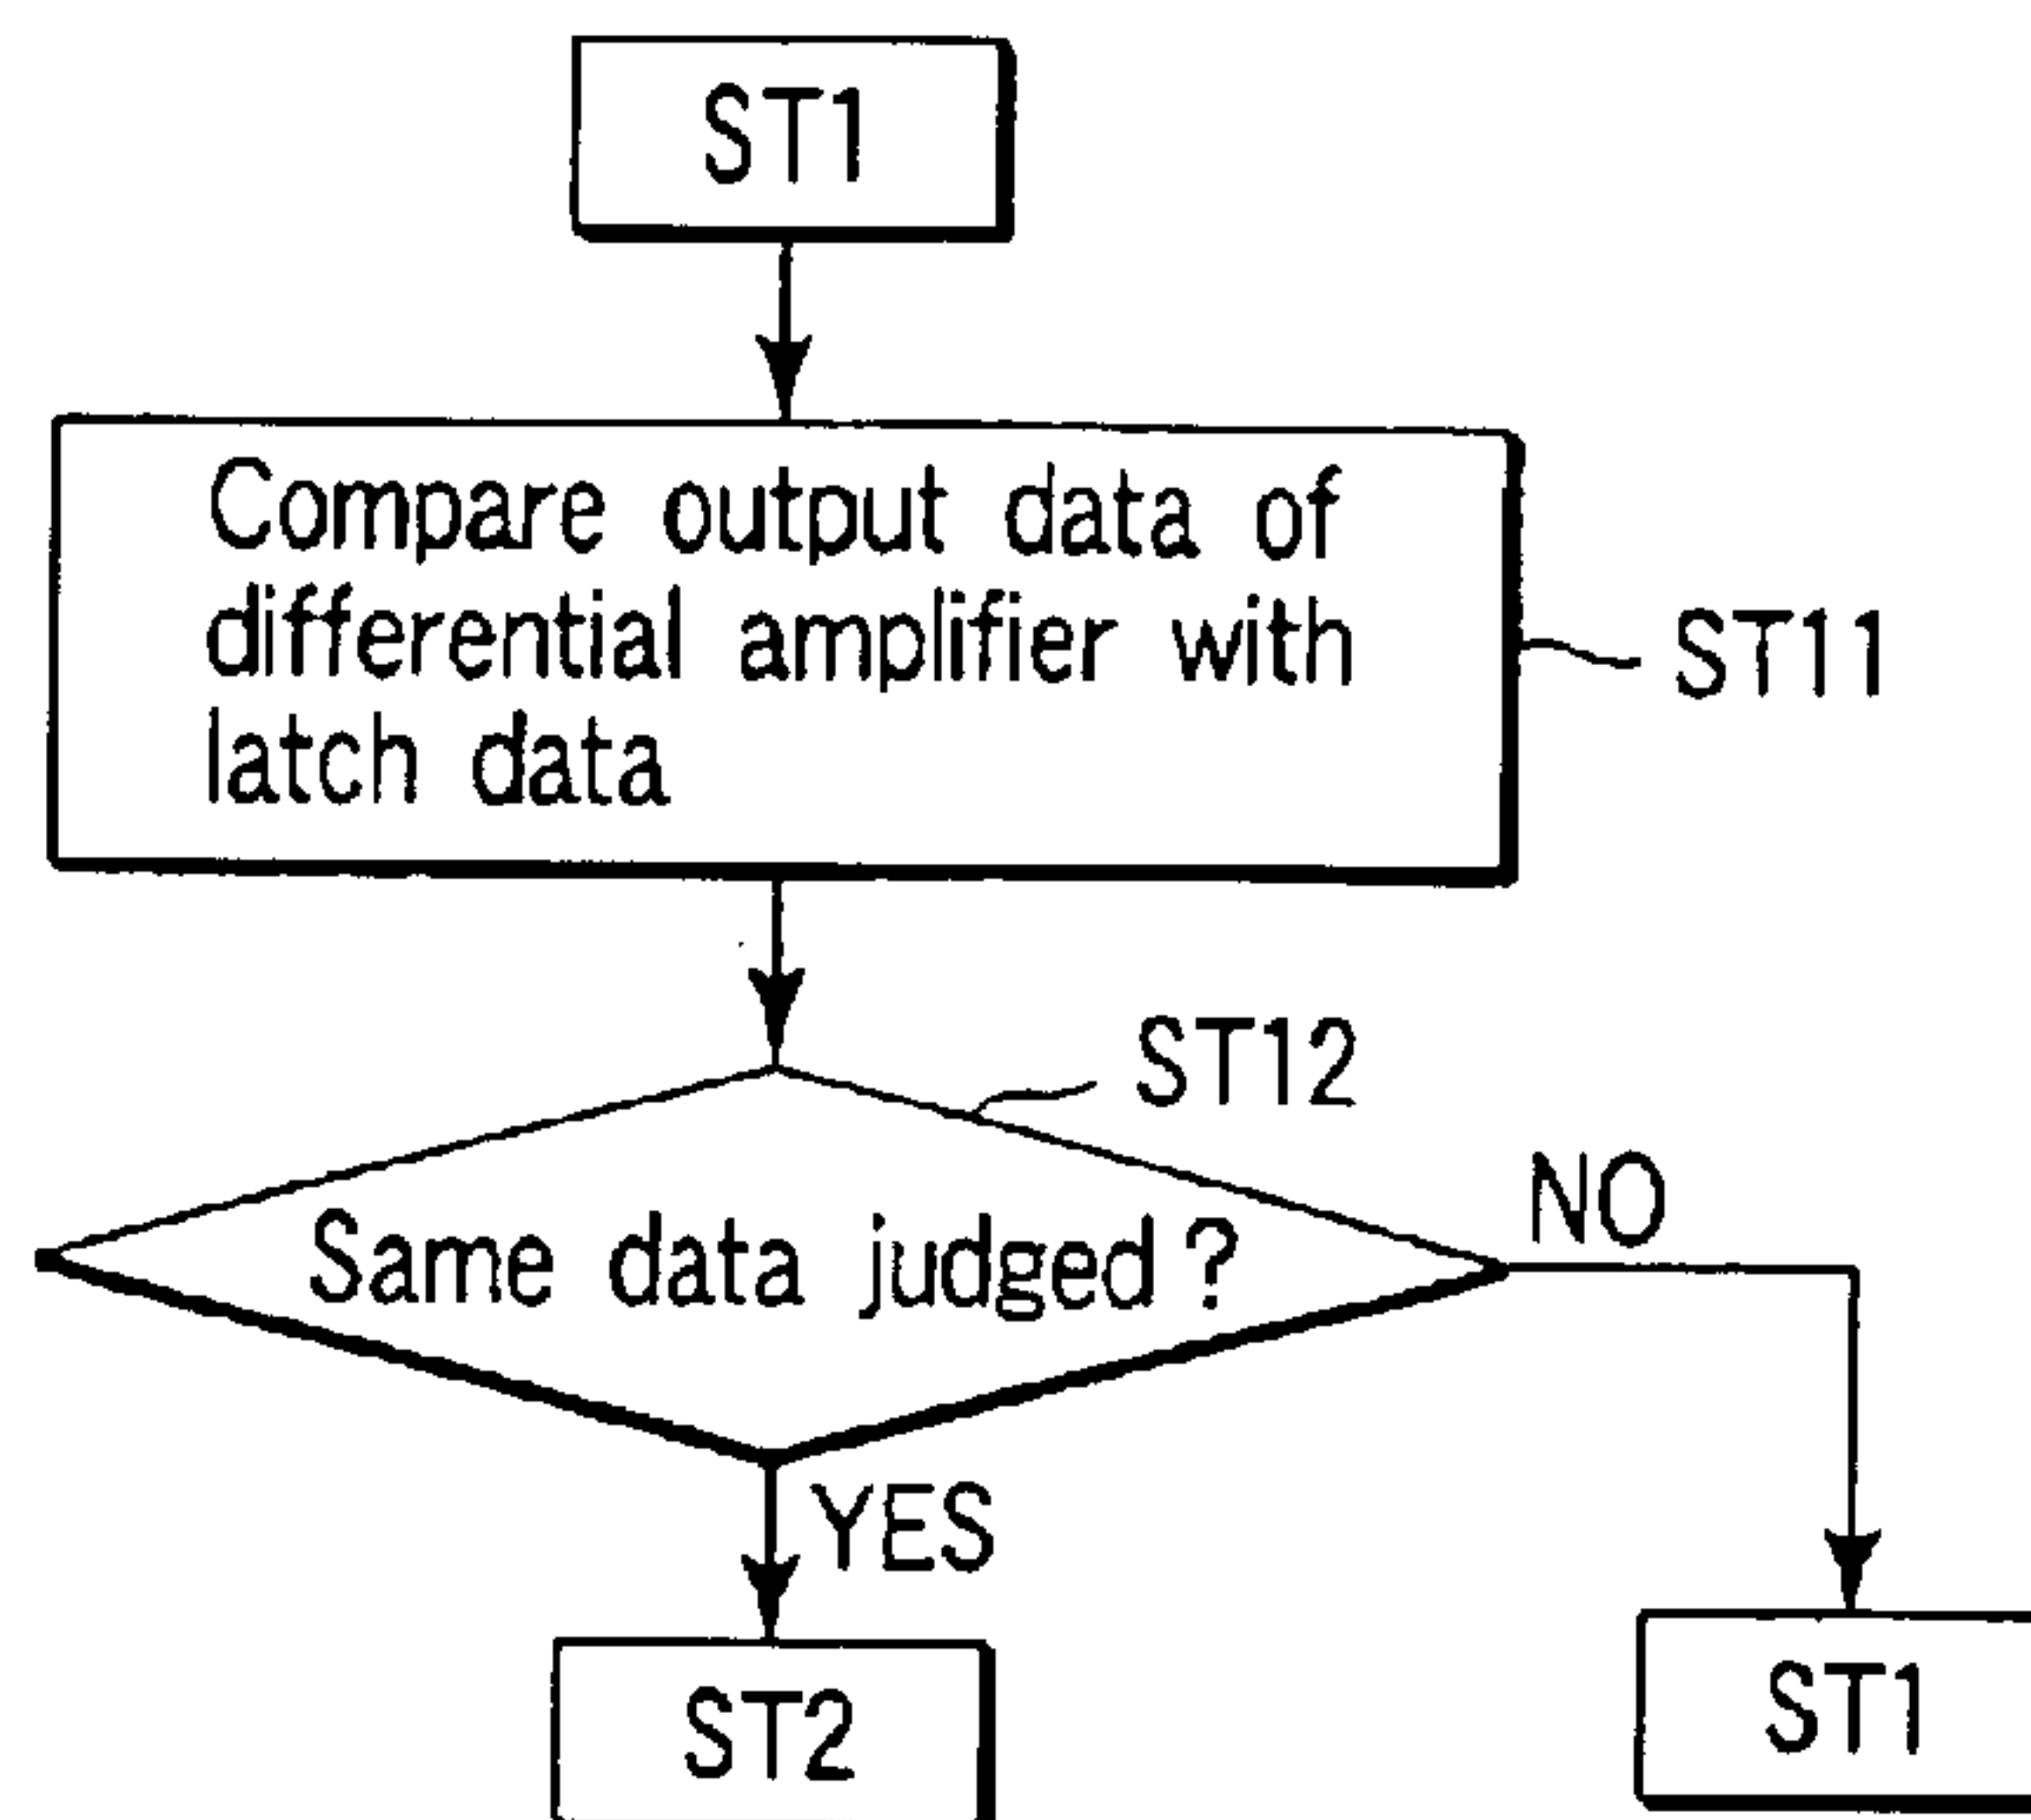 ST1
Compare output data of
differential amplifier with
latch data
ST11
ST12
Same data judged ?
NO
YES
ST2
ST1